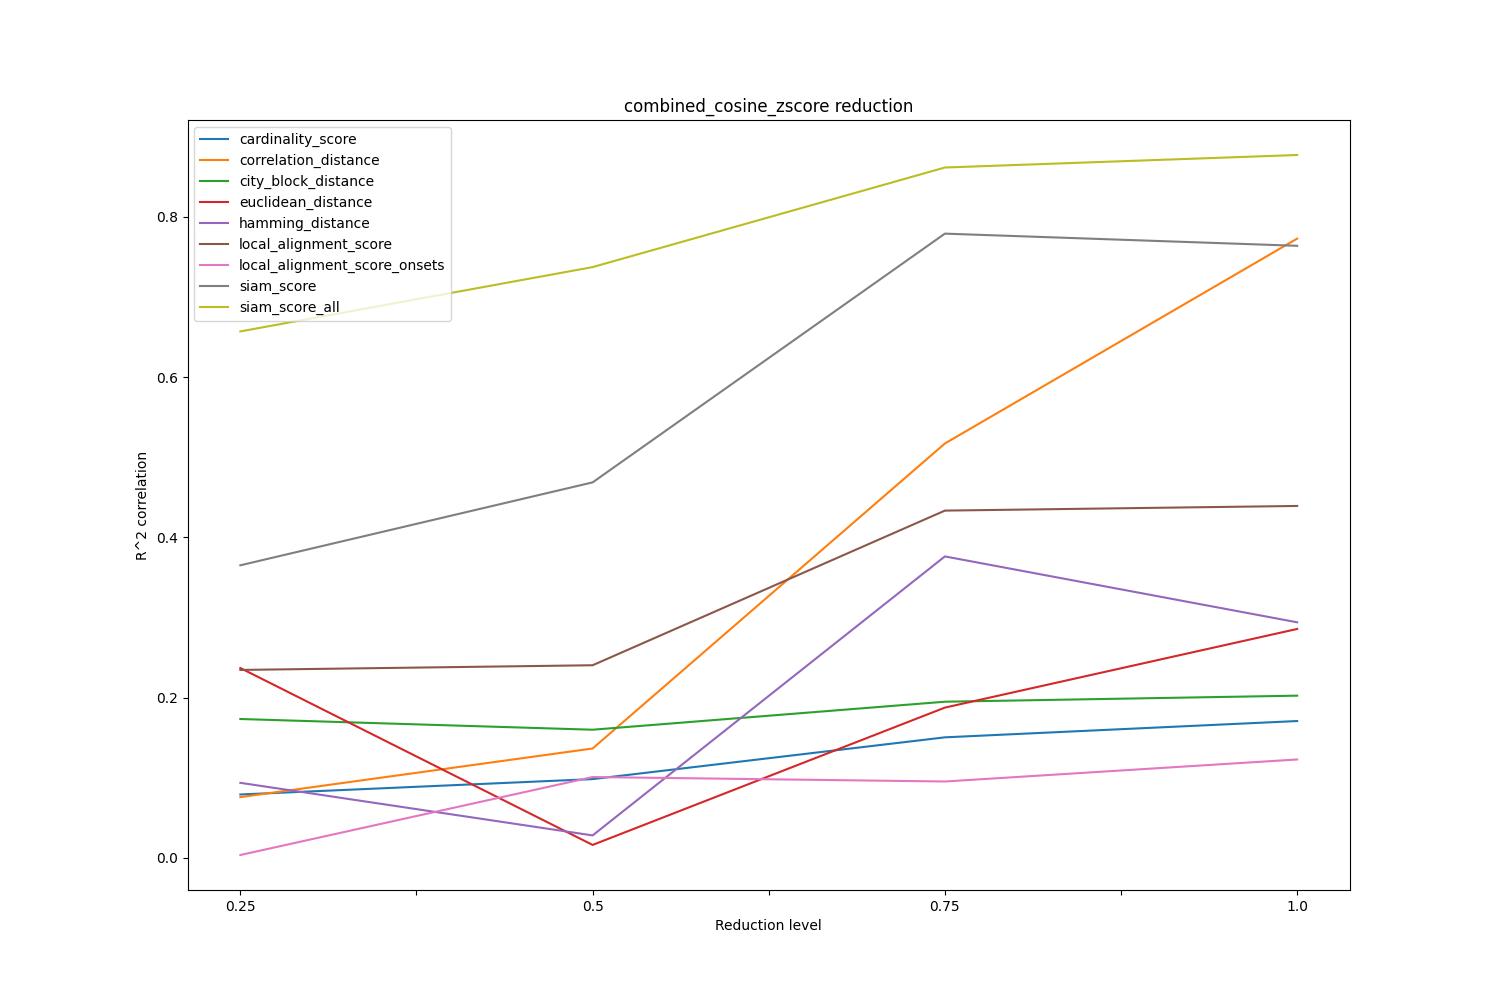 combined_cosine_zscore reduction
cardinality_score
correlation_distance
city_block_distance
euclidean_distance
hamming_distance
local_alignment_score
local_alignment_score_onsets
siam_score
siam_score_all
R^2 correlation
0.8
0.6
0.4
0.2
0.0
0.25 0.5 0.75 1.0
Reduction level